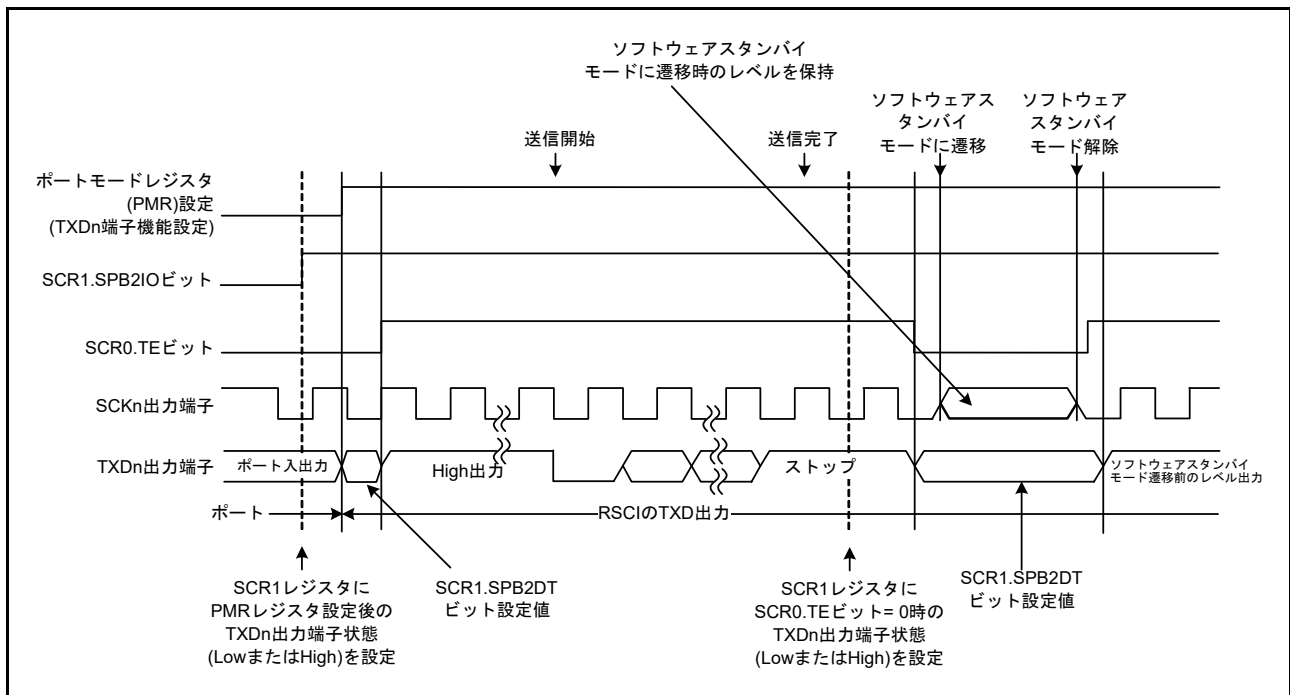 ソフトウェアスタンバイ
モードに遷移時のレベルを保持
ソフトウェアス
タンバイ
モードに遷移
ソフトウェア
スタンバイ
モード解除
送信開始
送信完了
ポートモードレジスタ
(PMR)設定
(TXDn端子機能設定)
SCR1.SPB2IOビット
SCR0.TEビット
SCKn出力端子
TXDn出力端子
ポート入出力
High出力
ストップ
ソフトウェアスタンバイ
モード遷移前のレベル出力
ポート
RSCIのTXD出力
SCR1レジスタに
PMRレジスタ設定後の
TXDn出力端子状態
(LowまたはHigh)を設定
SCR1.SPB2DT
ビット設定値
SCR1レジスタに
SCR0.TEビット= 0時の
TXDn出力端子状態
(LowまたはHigh)を設定
SCR1.SPB2DT
ビット設定値